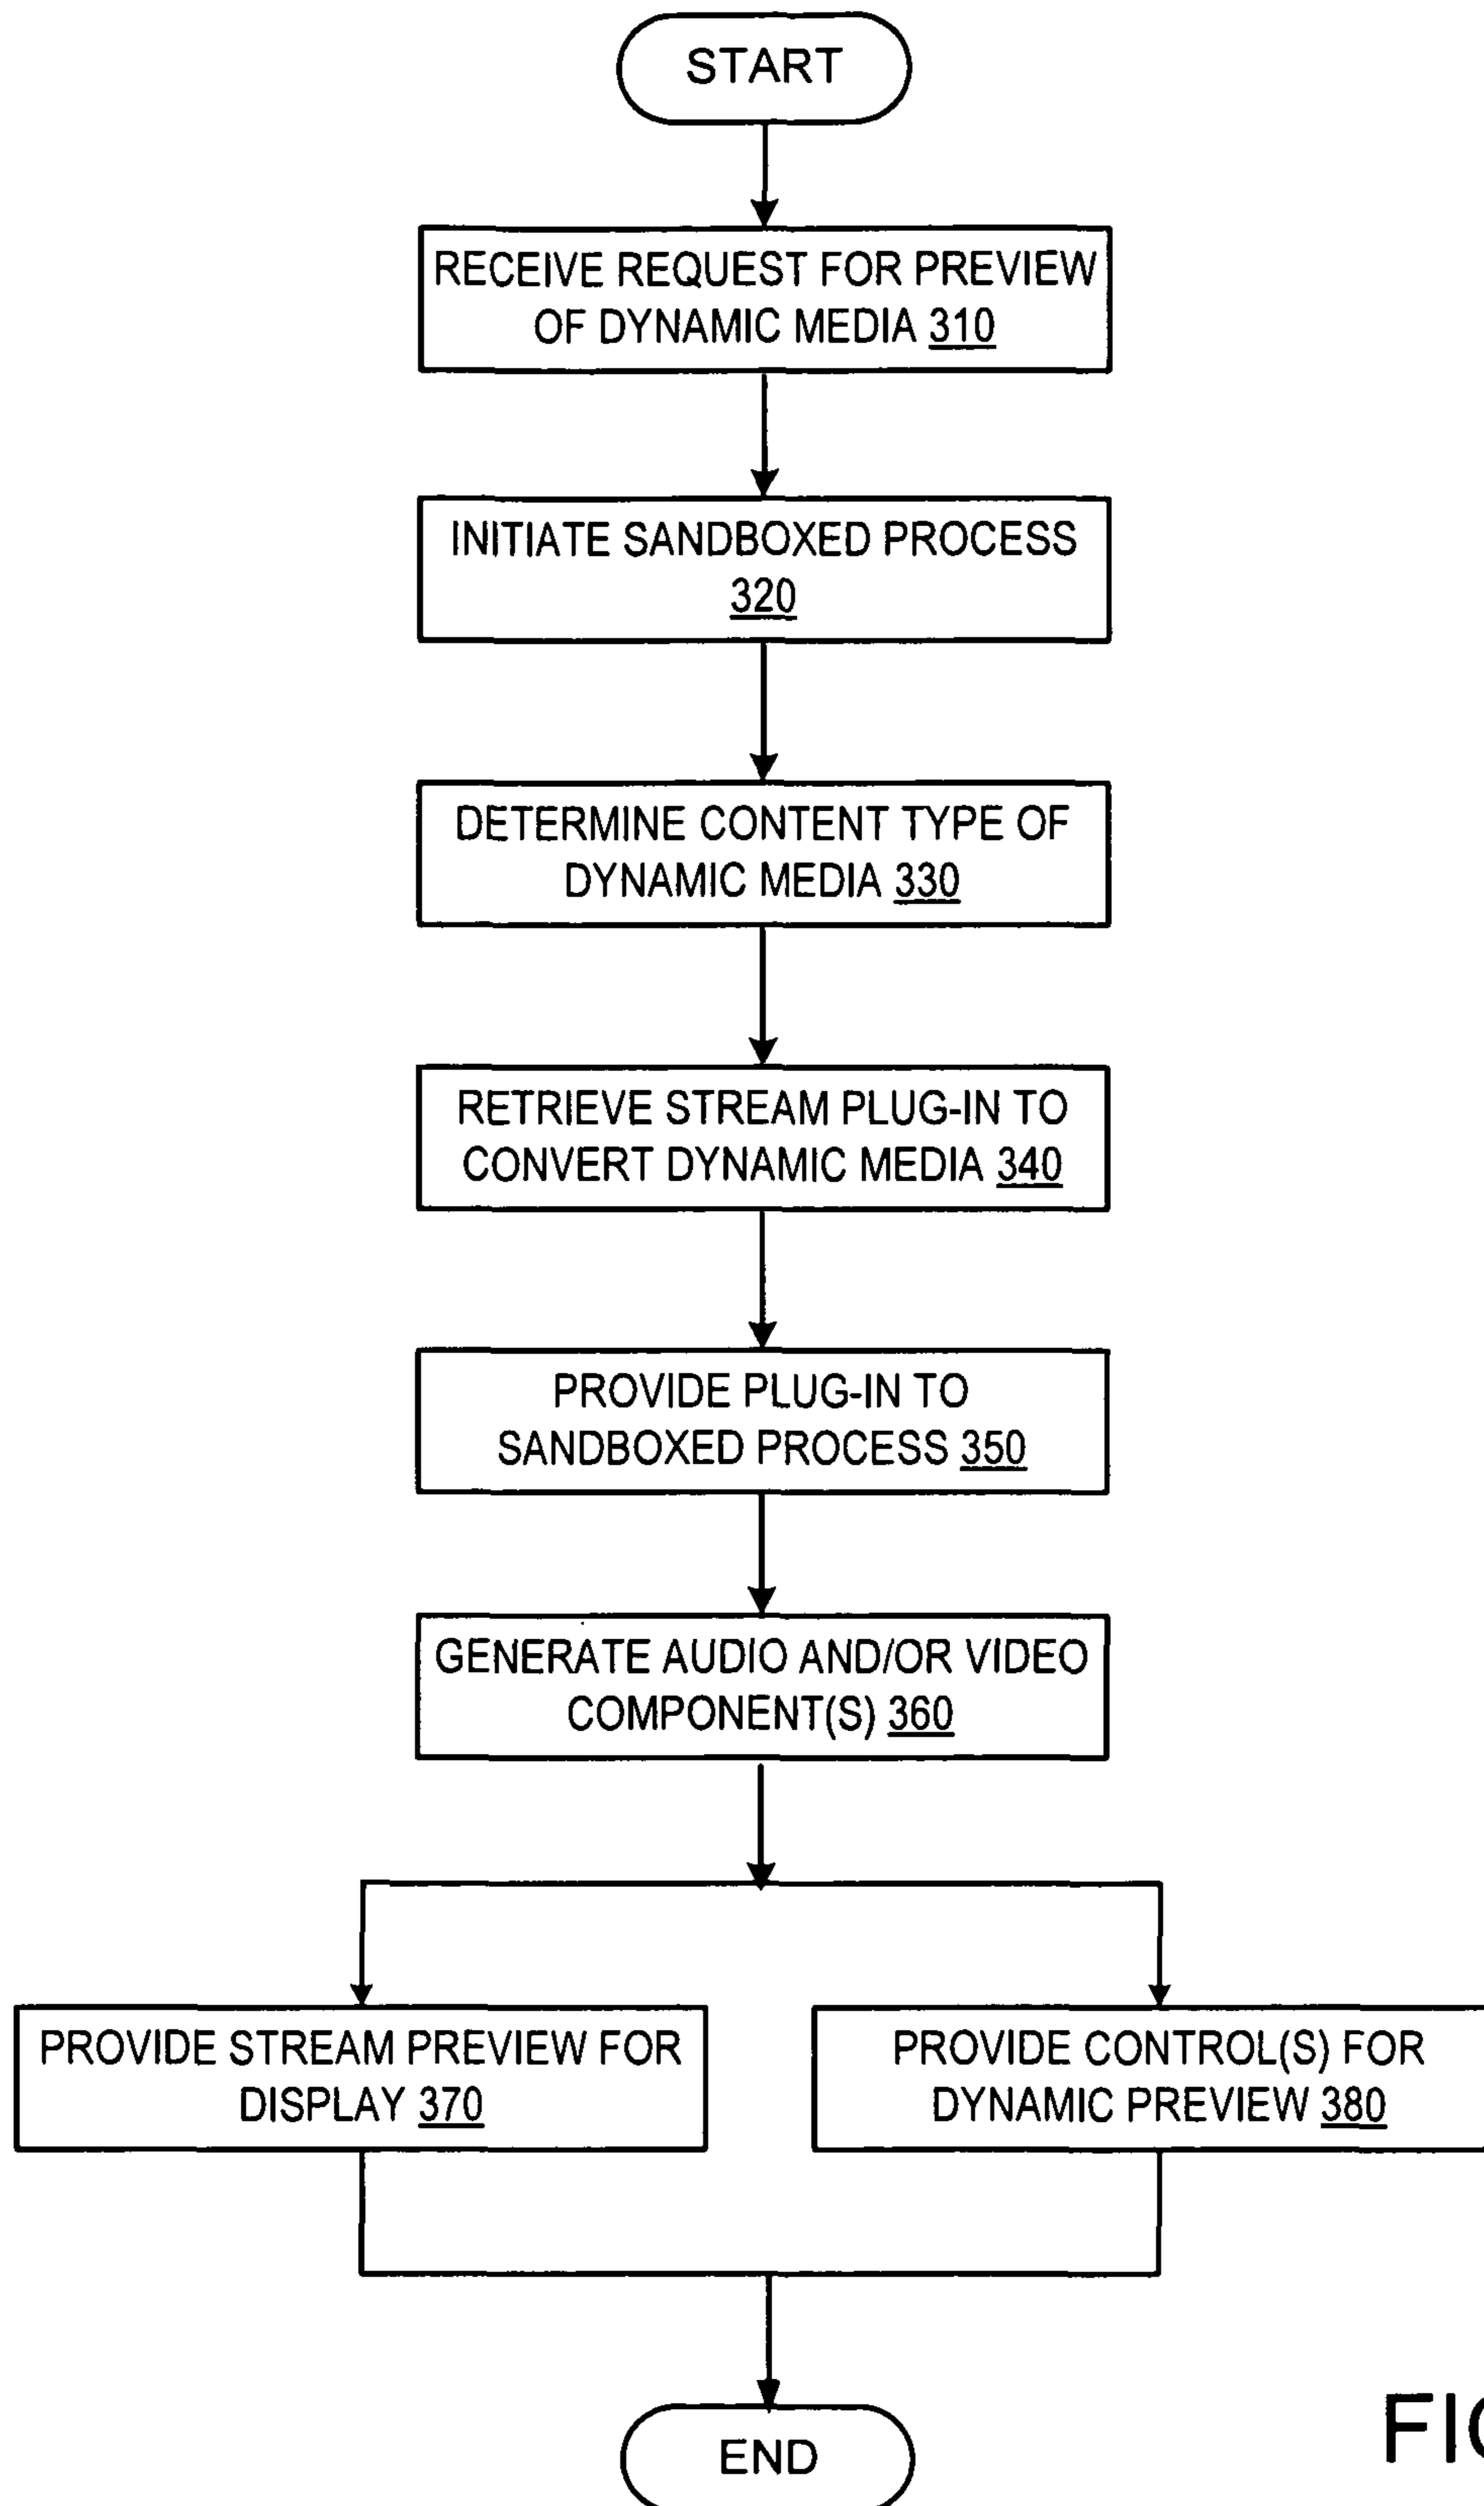 START
RECEIVE REQUEST FOR PREVIEW
OF DYNAMIC MEDIA 310
INITIATE SANDBOXED PROCESS
320
DETERMINE CONTENT TYPE OF
DYNAMIC MEDIA 330
RETRIEVE STREAM PLUG-IN TO
CONVERT DYNAMIC MEDIA 340
PROVIDE PLUG-IN TO
SANDBOXED PROCESS 350
GENERATE AUDIO AND/OR VIDEO
COMPONENT(S) 360
PROVIDE STREAM PREVIEW FOR
DISPLAY 370
PROVIDE CONTROL(S) FOR
DYNAMIC PREVIEW 380
END